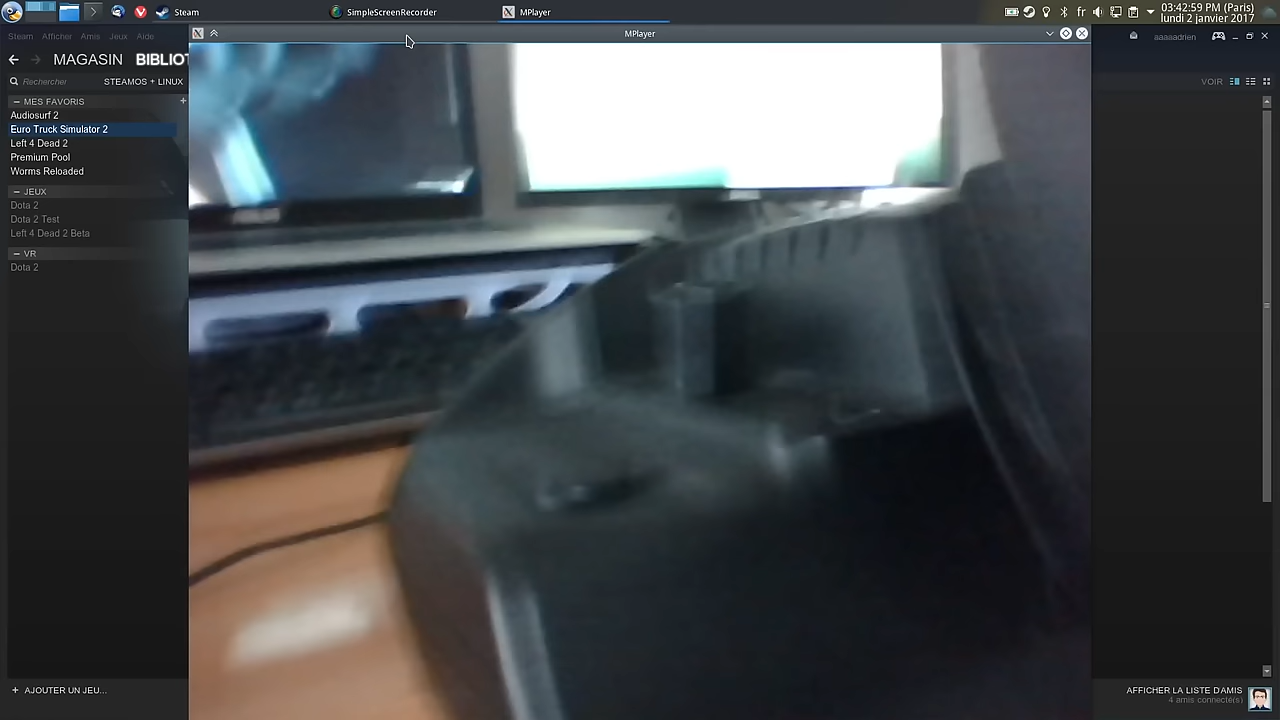 Steam
SimpleScreenRecorder
MPlayer
fr
03:42:59 PM (Paris)
lundi 2 janvier 2017
MPlayer
Steam Afficher Amis Jeux Aide
aaaaadrien
MAGASIN BIBLIOT
Rechercher
STEAMOS + LINUX
VOIR
— MES FAVORIS +
Audiosurf 2
Euro Truck Simulator 2
Left 4 Dead 2
Premium Pool
Worms Reloaded
— JEUX
Dota 2
Dota 2 Test
Left 4 Dead 2 Beta
— VR
Dota 2
+ AJOUTER UN JEU...
AFFICHER LA LISTE D'AMIS
4 amis connecté(s)